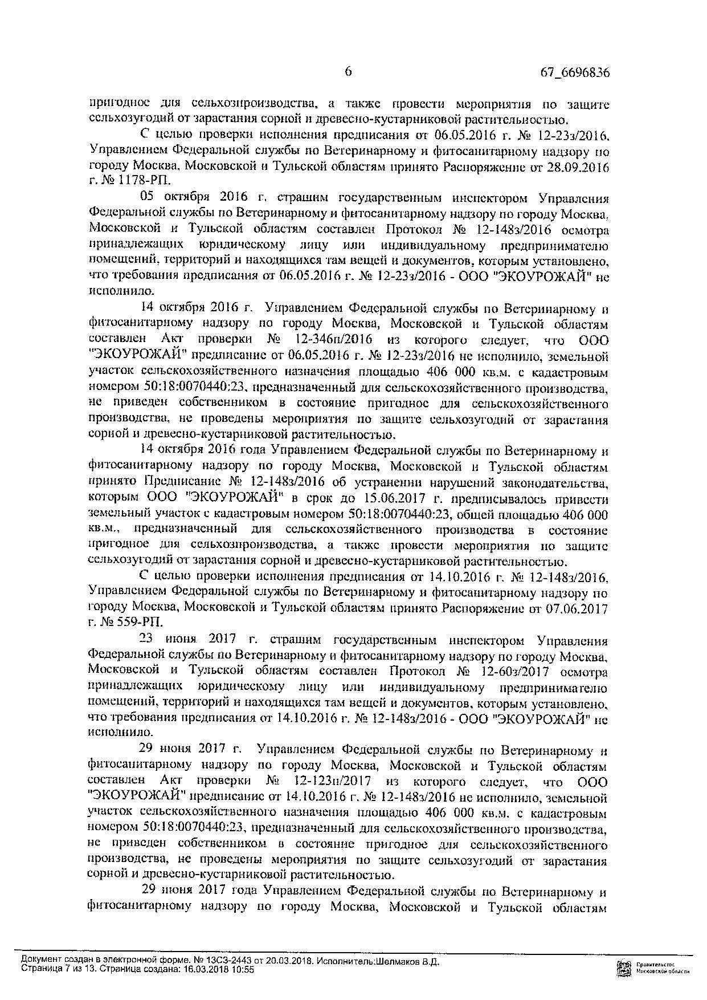 6 67_6696836
пригодное для сельхозпроизводства, а также провести мероприятия по защите
сельхозугодий от зарастания сорной и древесно-кустарниковой растительностью.
С целью проверки исполнения предписания от 06.05.2016 г. № 12-23з/2016,
Управлением Федеральной службы по Ветеринарному и фитосанитарному надзору по
городу Москва, Московской и Тульской областям принято Распоряжение от 28.09.2016
г. № 1178-РП.
05 октября 2016 г. страшим государственным инспектором Управления
Федеральной службы по Ветеринарному и фитосанитарному надзору по городу Москва,
Московской и Тульской областям составлен Протокол № 12-148з/2016 осмотра
принадлежащих юридическому лицу или индивидуальному предпринимателю
помещений, территорий и находящихся там вещей и документов, которым установлено,
что требования предписания от 06.05.2016 г. № 12-23з/2016 - ООО "ЭКОУРОЖАЙ" не
исполнило.
14 октября 2016 г. Управлением Федеральной службы по Ветеринарному и
фитосанитарному надзору по городу Москва, Московской и Тульской областям
составлен Акт проверки № 12-346п/2016 из которого следует, что ООО
"ЭКОУРОЖАЙ" предписание от 06.05.2016 г. № 12-23з/2016 не исполнило, земельной
участок сельскохозяйственного назначения площадью 406 000 кв.м. с кадастровым
номером 50:18:0070440:23, предназначенный для сельскохозяйственного производства,
не приведен собственником в состояние пригодное для сельскохозяйственного
производства, не проведены мероприятия по защите сельхозугодий от зарастания
сорной и древесно-кустарниковой растительностью.
14 октября 2016 года Управлением Федеральной службы по Ветеринарному и
фитосанитарному надзору по городу Москва, Московской и Тульской областям
принято Предписание № 12-148з/2016 об устранении нарушений законодательства,
которым ООО "ЭКОУРОЖАЙ" в срок до 15.06.2017 г. предписывалось привести
земельный участок с кадастровым номером 50:18:0070440:23, общей площадью 406 000
кв.м., предназначенный для сельскохозяйственного производства в состояние
пригодное для сельхозпроизводства, а также провести мероприятия по защите
сельхозугодий от зарастания сорной и древесно-кустарниковой растительностью.
С целью проверки исполнения предписания от 14.10.2016 г. № 12-148з/2016,
Управлением Федеральной службы по Ветеринарному и фитосанитарному надзору по
городу Москва, Московской и Тульской областям принято Распоряжение от 07.06.2017
г. № 559-РП.
23 июня 2017 г. страшим государственным инспектором Управления
Федеральной службы по Ветеринарному и фитосанитарному надзору по городу Москва,
Московской и Тульской областям составлен Протокол № 12-60з/2017 осмотра
принадлежащих юридическому лицу или индивидуальному предпринимателю
помещений, территорий и находящихся там вещей и документов, которым установлено,
что требования предписания от 14.10.2016 г. № 12-148з/2016 - ООО "ЭКОУРОЖАЙ" не
исполнило.
29 июня 2017 г. Управлением Федеральной службы по Ветеринарному и
фитосанитарному надзору по городу Москва, Московской и Тульской областям
составлен Акт проверки № 12-123п/2017 из которого следует, что ООО
"ЭКОУРОЖАЙ" предписание от 14.10.2016 г. № 12-148з/2016 не исполнило, земельной
участок сельскохозяйственного назначения площадью 406 000 кв.м. с кадастровым
номером 50:18:0070440:23, предназначенный для сельскохозяйственного производства,
не приведен собственником в состояние пригодное для сельскохозяйственного
производства, не проведены мероприятия по защите сельхозугодий от зарастания
сорной и древесно-кустарниковой растительностью.
29 июня 2017 года Управлением Федеральной службы по Ветеринарному и
фитосанитарному надзору по городу Москва, Московской и Тульской областям
Документ создан в электронной форме. № 13СЗ-2443 от 20.03.2018. Исполнитель:Шелмаков В.Д.
Страница 7 из 13. Страница создана: 16.03.2018 10:55
Правительство
Московской области